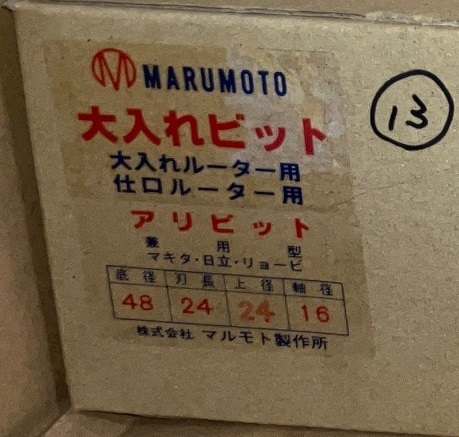 MARUMOTO
大入れビット
大入れルーター用
仕口ルーター用
アリビット
兼用型
マキタ・日立・リョービ
底径 刃長 上径 軸径
48 24 24 16
株式会社 マルモト製作所
13